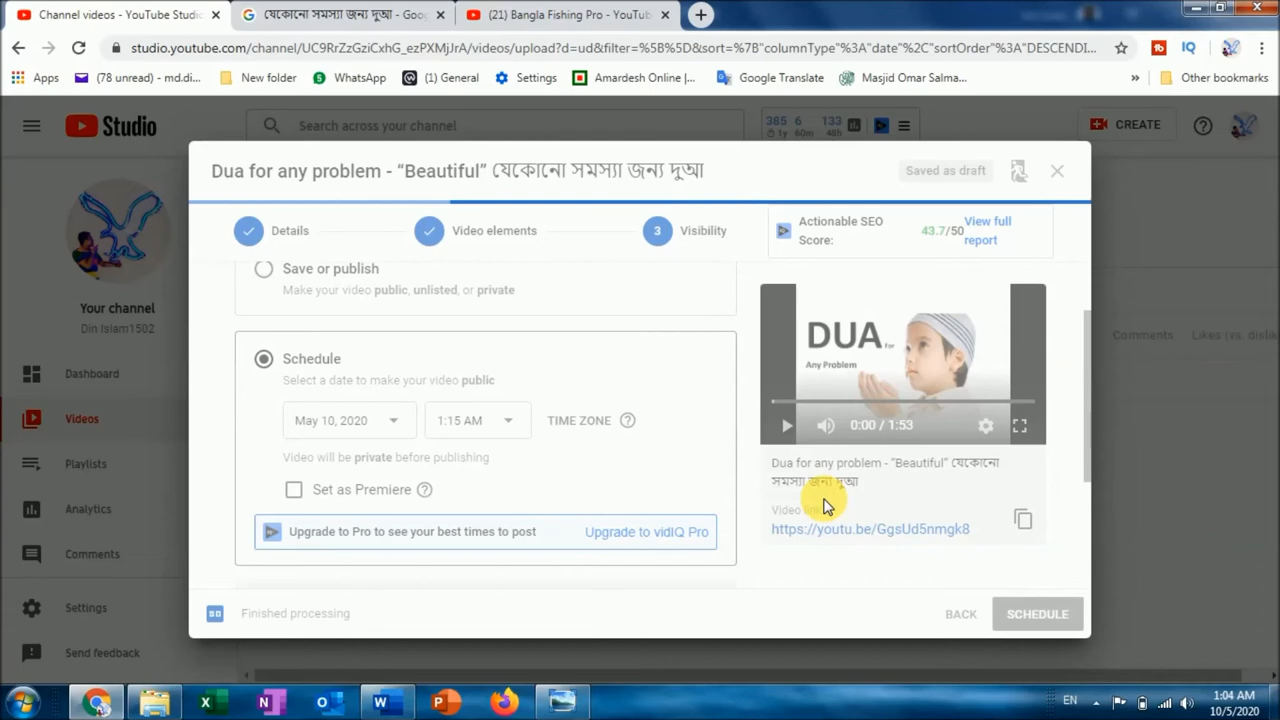 Channel videos - YouTube Studio
যেকোনো সমস্যা জন্য দুআ - Goo
(21) Bangla Fishing Pro - YouTube
studio.youtube.com/channel/UC9RrZzGziCxhG_ezPXMjJrA/videos/upload?d=ud&filter=%5B%5D&sort=%7B"columnType"%3A"date"%2C"sortOrder"%3A"DESCENDI...
Apps
(78 unread) - md.di...
New folder
WhatsApp
(1) General
Settings
Amardesh Online |...
Google Translate
Masjid Omar Salma...
»
Other bookmarks
Studio
Search across your channel
385 6 133
1y 60m 48h
CREATE
Dua for any problem - “Beautiful” যেকোনো সমস্যা জন্য দুআ
Saved as draft
Details
Video elements
3 Visibility
Actionable SEO
Score:
43.7/50
View full
report
Your channel
Din Islam1502
Dashboard
Videos
Playlists
Analytics
Comments
Settings
Send feedback
Save or publish
Make your video public, unlisted, or private
Schedule
Select a date to make your video public
May 10, 2020
1:15 AM
TIME ZONE
Video will be private before publishing
Set as Premiere
Upgrade to Pro to see your best times to post
Upgrade to vidIQ Pro
DUA for
Any Problem
0:00 / 1:53
Dua for any problem - “Beautiful” যেকোনো
সমস্যা জন্য দুআ
Video
https://youtu.be/GgsUd5nmgk8
Comments
Likes (vs. dislik
SD
Finished processing
BACK
SCHEDULE
EN
1:04 AM
10/5/2020